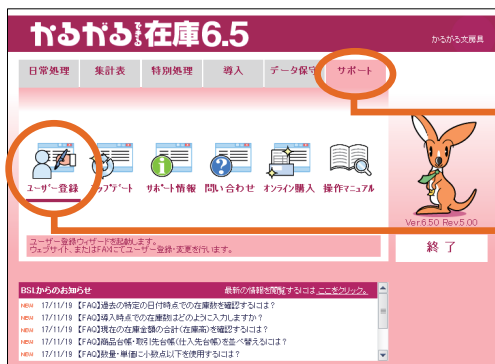 かるがるできる在庫6.5
かるがる文房具
日常処理 集計表 特別処理 導入 データ保守 サポート
ユーザー登録 アップデート サポート情報 問い合わせ オンライン購入 操作マニュアル
Ver.6.50 Rev.5.00
終了
ユーザー登録ウィザードを起動します。
ウェブサイト、またはFAXにてユーザー登録・変更を行います。
BSLからのお知らせ 最新の情報を閲覧するには ここをクリック。
NEW 17/11/19 【FAQ】過去の特定の日付時点での在庫数を確認するには？
NEW 17/11/19 【FAQ】導入時点での在庫数はどのように入力しますか？
NEW 17/11/19 【FAQ】現在の在庫金額の合計(在庫高)を確認するには？
NEW 17/11/19 【FAQ】商品台帳・取引先台帳(仕入先台帳)を並べ替えるには？
NEW 17/11/19 【FAQ】数量・単価に小数点以下を使用するには？